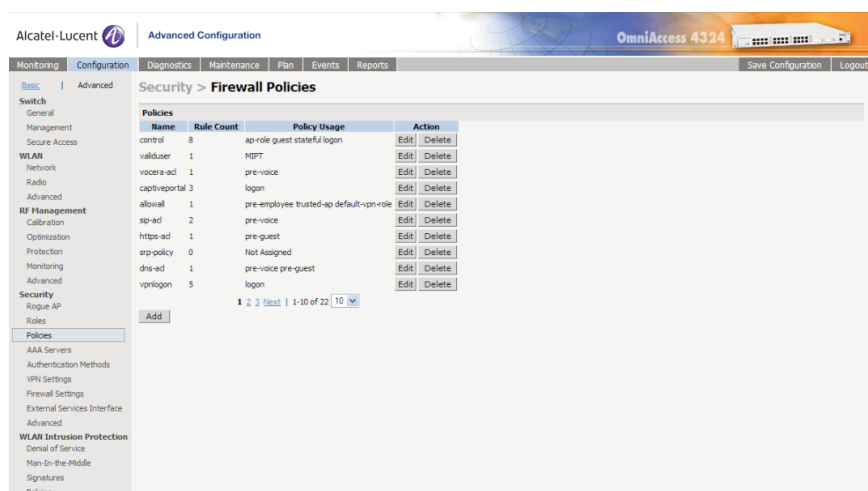 Alcatel·Lucent
Advanced Configuration
OmniAccess 4324
Monitoring Configuration Diagnostics Maintenance Plan Events Reports Save Configuration Logout
Basic | Advanced
Security > Firewall Policies
Switch
General
Management
Secure Access
WLAN
Network
Radio
Advanced
RF Management
Calibration
Optimization
Protection
Monitoring
Advanced
Security
Rogue AP
Roles
Policies
AAA Servers
Authentication Methods
VPN Settings
Firewall Settings
External Services Interface
Advanced
WLAN Intrusion Protection
Denial of Service
Man-In-the-Middle
Signatures
Policies
Name Rule Count Policy Usage Action
control 8 ap-role guest stateful logon Edit Delete
validuser 1 MIPT Edit Delete
vocera-acl 1 pre-voice Edit Delete
captiveportal 3 logon Edit Delete
allowall 1 pre-employee trusted-ap default-vpn-role Edit Delete
sip-acl 2 pre-voice Edit Delete
https-acl 1 pre-guest Edit Delete
srp-policy 0 Not Assigned Edit Delete
dns-acl 1 pre-voice pre-guest Edit Delete
vpnlogon 5 logon Edit Delete
1 2 3 Next | 1-10 of 22 10
Add